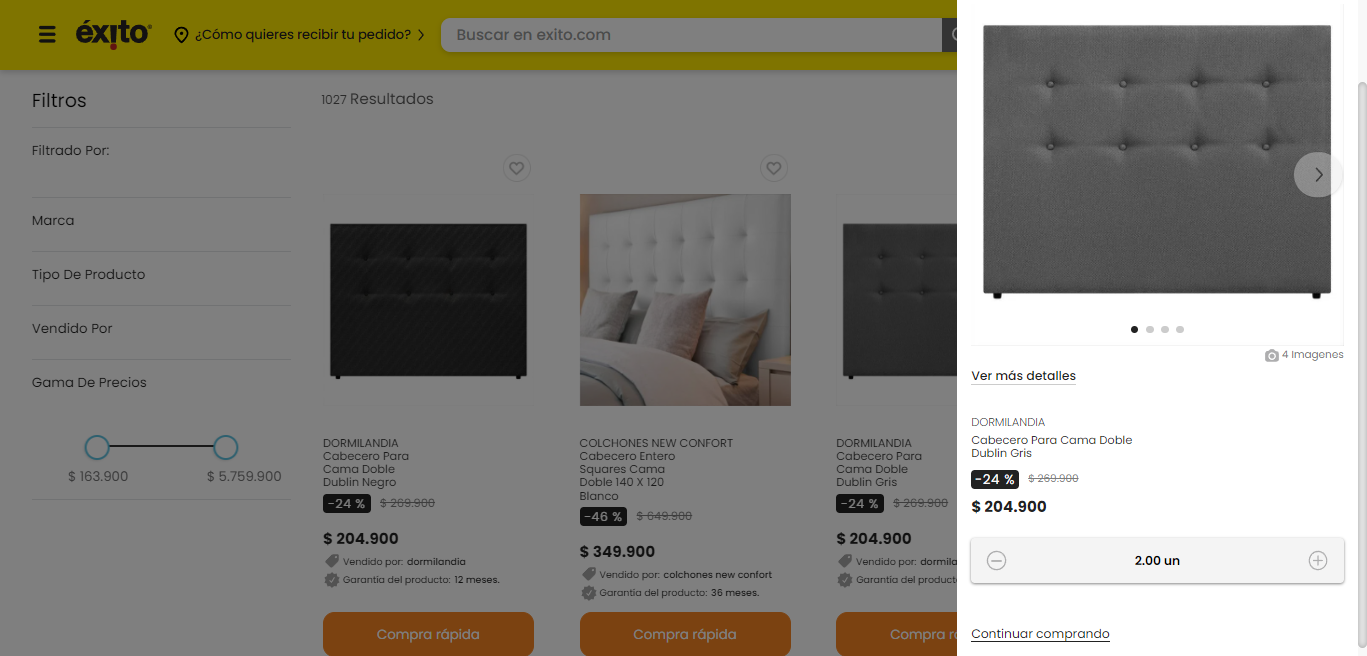 éxito
¿Cómo quieres recibir tu pedido?
Buscar en exito.com
Filtros
1027 Resultados
Filtrado Por:
Marca
Tipo De Producto
Vendido Por
Gama De Precios
$ 163.900
$ 5.759.900
DORMILANDIA
Cabecero Para
Cama Doble
Dublin Negro
-24 %
$ 269.900
$ 204.900
Vendido por: dormilandia
Garantía del producto: 12 meses.
Compra rápida
COLCHONES NEW CONFORT
Cabecero Entero
Squares Cama
Doble 140 X 120
Blanco
-46 %
$ 649.900
$ 349.900
Vendido por: colchones new confort
Garantía del producto: 36 meses.
Compra rápida
DORMILANDIA
Cabecero Para
Cama Doble
Dublin Gris
-24 %
$ 269.900
$ 204.900
Vendido por: dormila
Garantía del product
Compra r
4 Imagenes
Ver más detalles
DORMILANDIA
Cabecero Para Cama Doble
Dublin Gris
-24 %
$ 269.900
$ 204.900
2.00 un
Continuar comprando